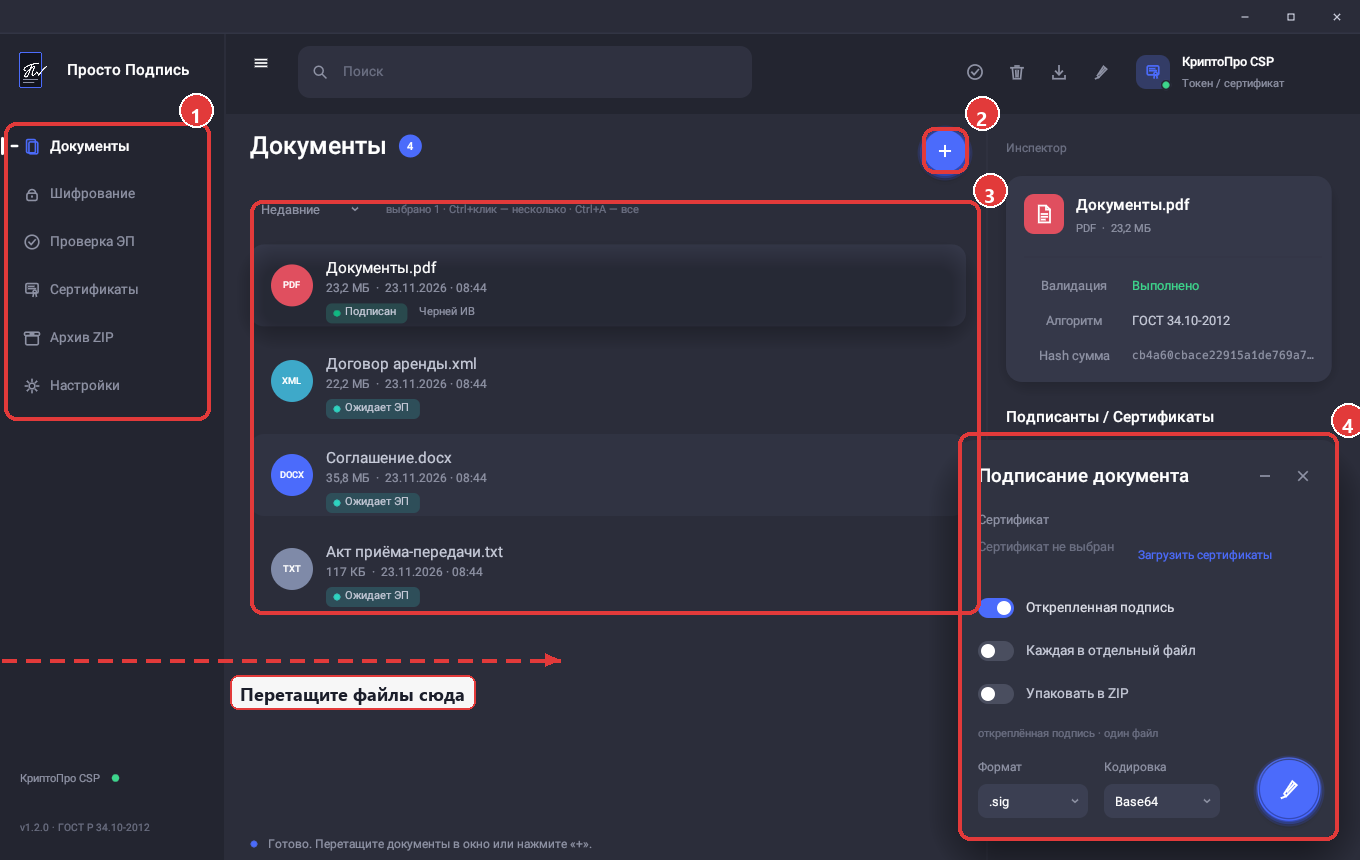 Просто Подпись
Поиск
КриптоПро CSP
Токен / сертификат
1
Документы
Шифрование
Проверка ЭП
Сертификаты
Архив ZIP
Настройки
КриптоПро CSP
v1.2.0 · ГОСТ Р 34.10-2012
Документы 4
2
+
3
Недавние
выбрано 1 · Ctrl+клик — несколько · Ctrl+A — все
PDF
Документы.pdf
23,2 МБ · 23.11.2026 · 08:44
Подписан Черней ИВ
XML
Договор аренды.xml
22,2 МБ · 23.11.2026 · 08:44
Ожидает ЭП
DOCX
Соглашение.docx
35,8 МБ · 23.11.2026 · 08:44
Ожидает ЭП
TXT
Акт приёма-передачи.txt
117 КБ · 23.11.2026 · 08:44
Ожидает ЭП
Перетащите файлы сюда
Готово. Перетащите документы в окно или нажмите «+».
Инспектор
Документы.pdf
PDF · 23,2 МБ
Валидация Выполнено
Алгоритм ГОСТ 34.10-2012
Hash сумма cb4a60cbace22915a1de769a7…
Подписанты / Сертификаты
4
Подписание документа
Сертификат
Сертификат не выбран
Загрузить сертификаты
Открепленная подпись
Каждая в отдельный файл
Упаковать в ZIP
откреплённая подпись · один файл
Формат Кодировка
.sig Base64